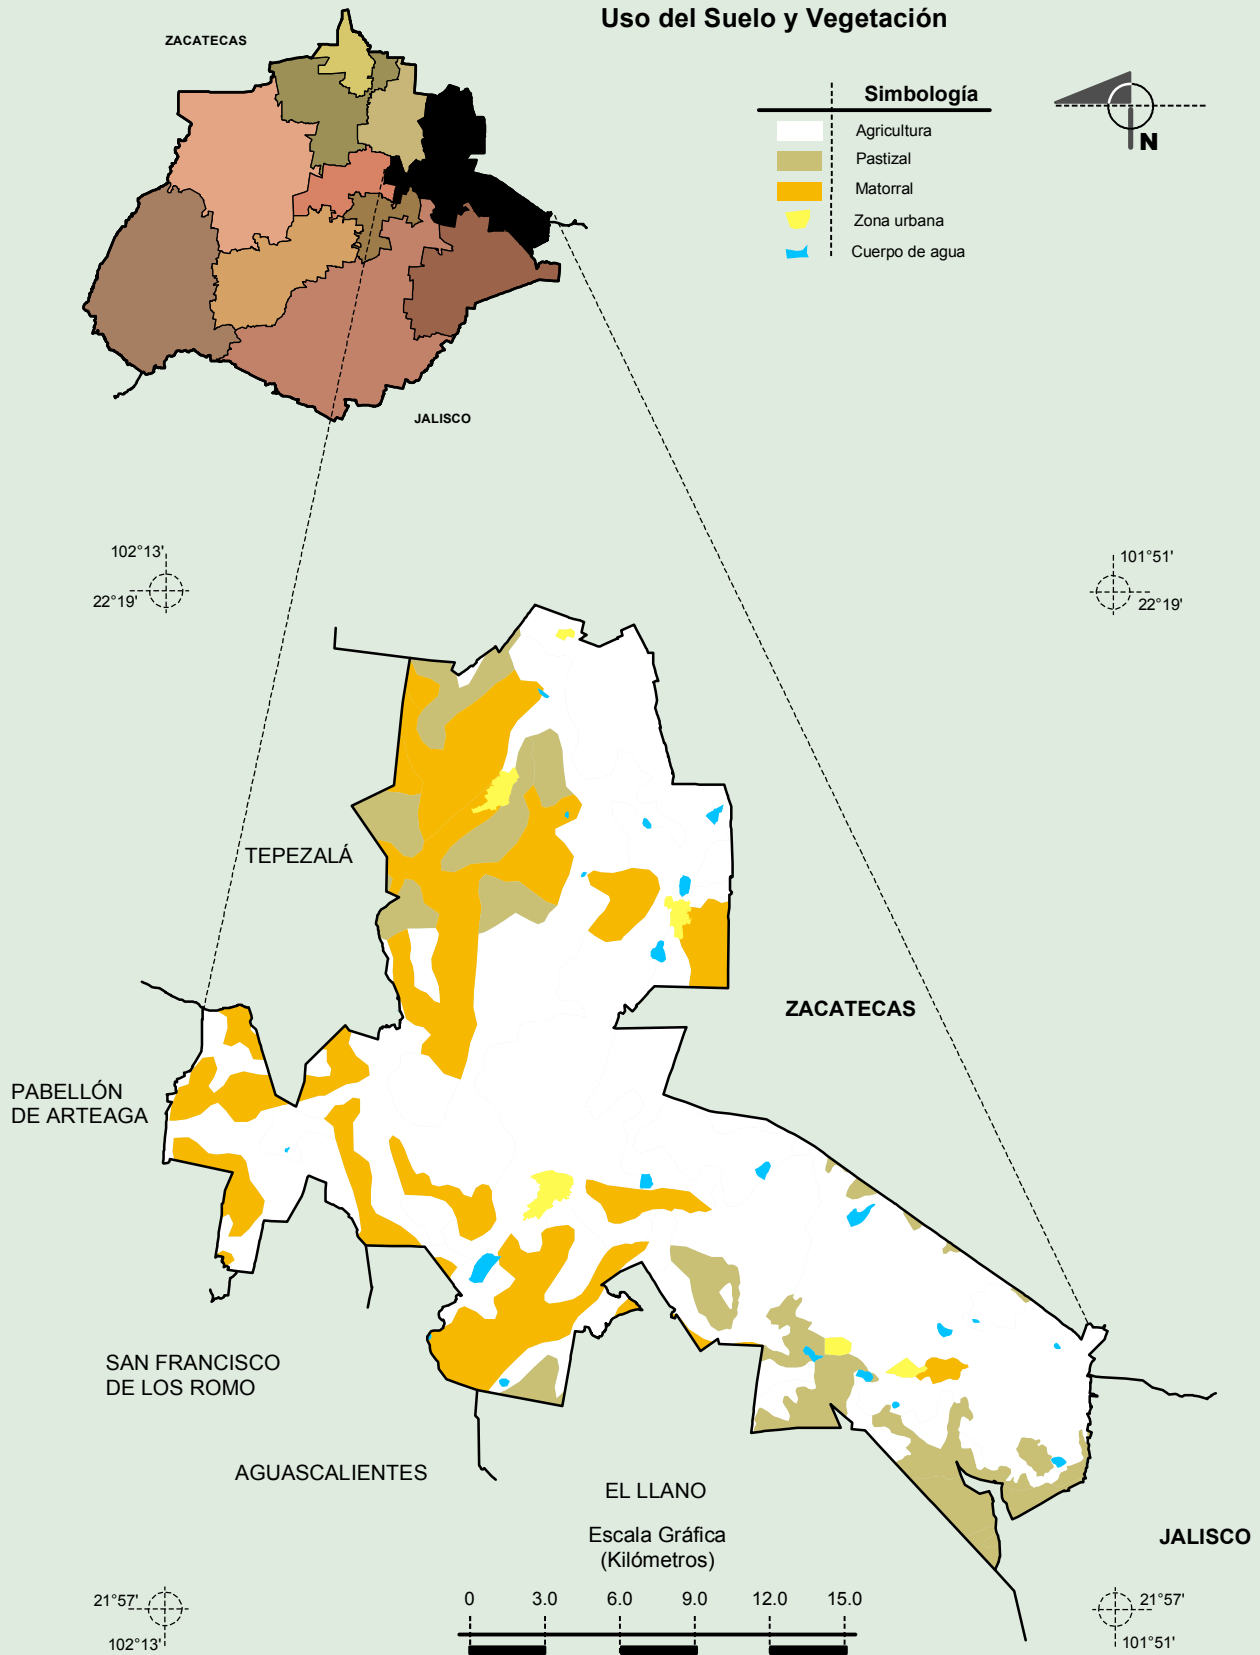 Uso del Suelo y Vegetación
ZACATECAS
Simbología
Agricultura
Pastizal
Matorral
Zona urbana
Cuerpo de agua
N
JALISCO
102°13'
22°19'
101°51'
22°19'
TEPEZALÁ
ZACATECAS
PABELLÓN
DE ARTEAGA
SAN FRANCISCO
DE LOS ROMO
AGUASCALIENTES
EL LLANO
JALISCO
Escala Gráfica
(Kilómetros)
0 3.0 6.0 9.0 12.0 15.0
21°57'
102°13'
21°57'
101°51'